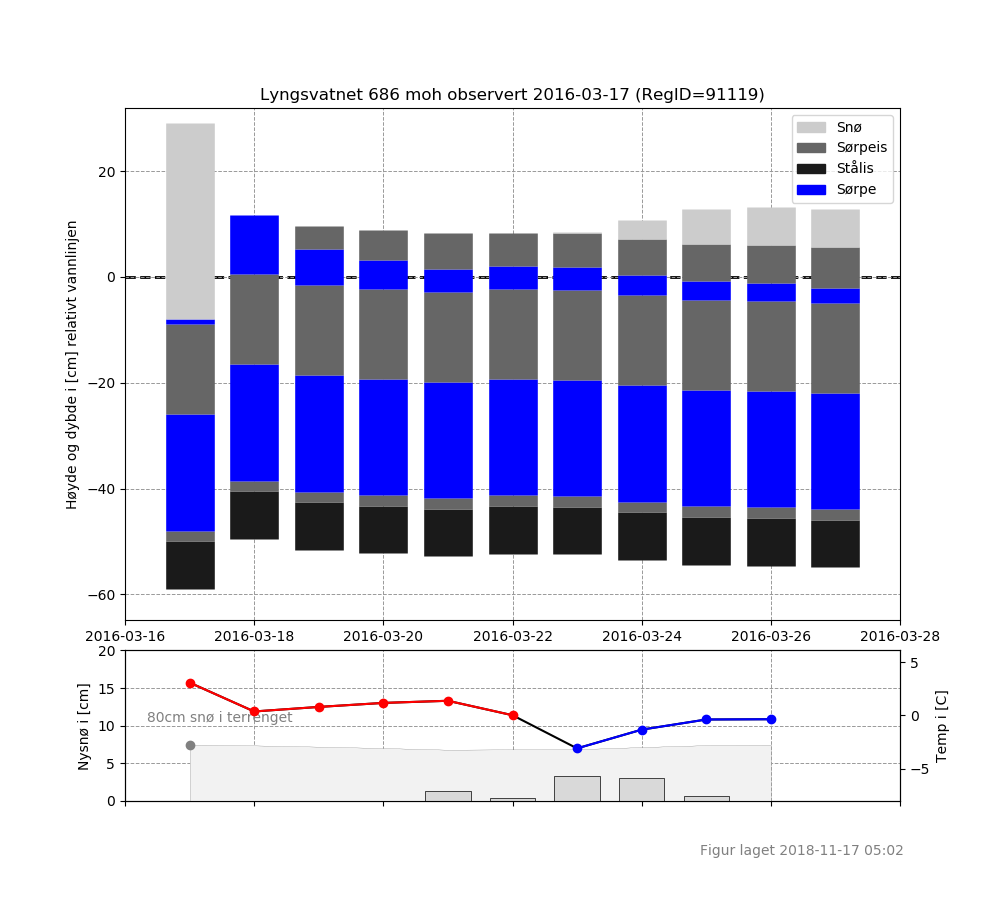 Lyngsvatnet 686 moh observert 2016-03-17 (RegID=91119)
Snø
Sørpeis
Stålis
Sørpe
Høyde og dybde i [cm] relativt vannlinjen
20
0
−20
−40
−60
2016-03-16 2016-03-18 2016-03-20 2016-03-22 2016-03-24 2016-03-26 2016-03-28
Nysnø i [cm]
20
15
10
5
0
80cm snø i terrenget
5
0
−5
Temp i [C]
Figur laget 2018-11-17 05:02